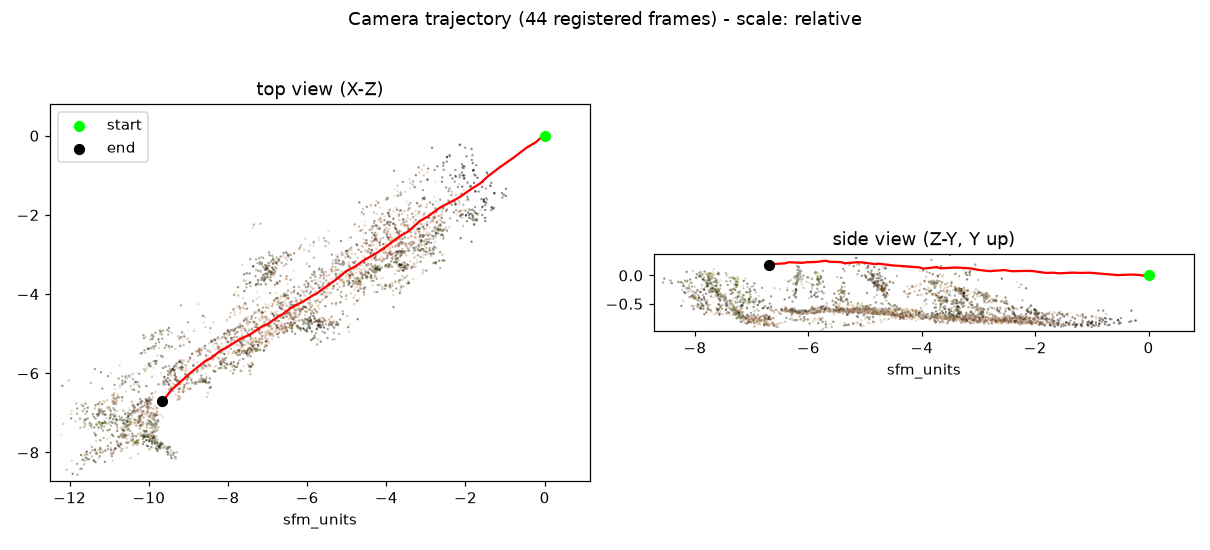 Camera trajectory (44 registered frames) - scale: relative
top view (X-Z)
start
end
0
−2
−4
−6
−8
−12
−10
−8
−6
−4
−2
0
sfm_units
side view (Z-Y, Y up)
0.0
−0.5
−8
−6
−4
−2
0
sfm_units